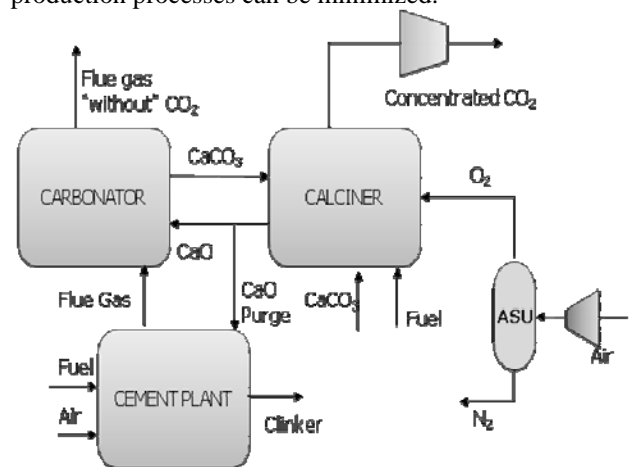 production processes can be minimized.
Flue gas
"without" CO₂
Concentrated CO₂
CaCO₃
O₂
CARBONATOR
CALCINER
CaO
Flue Gas
CaO
Purge
CaCO₃
Fuel
ASU
Air
Fuel
Air
CEMENT PLANT
Clinker
N₂